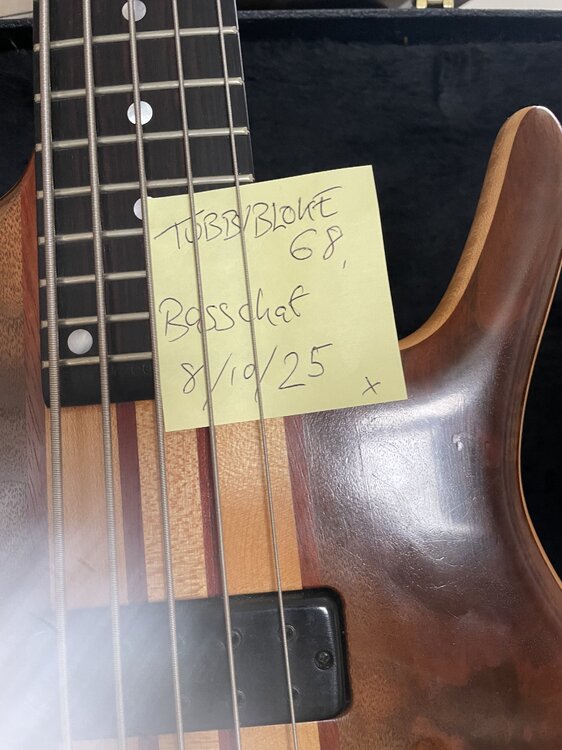 TUBBYBLOKE
68,
Basschat
8/10/25
x